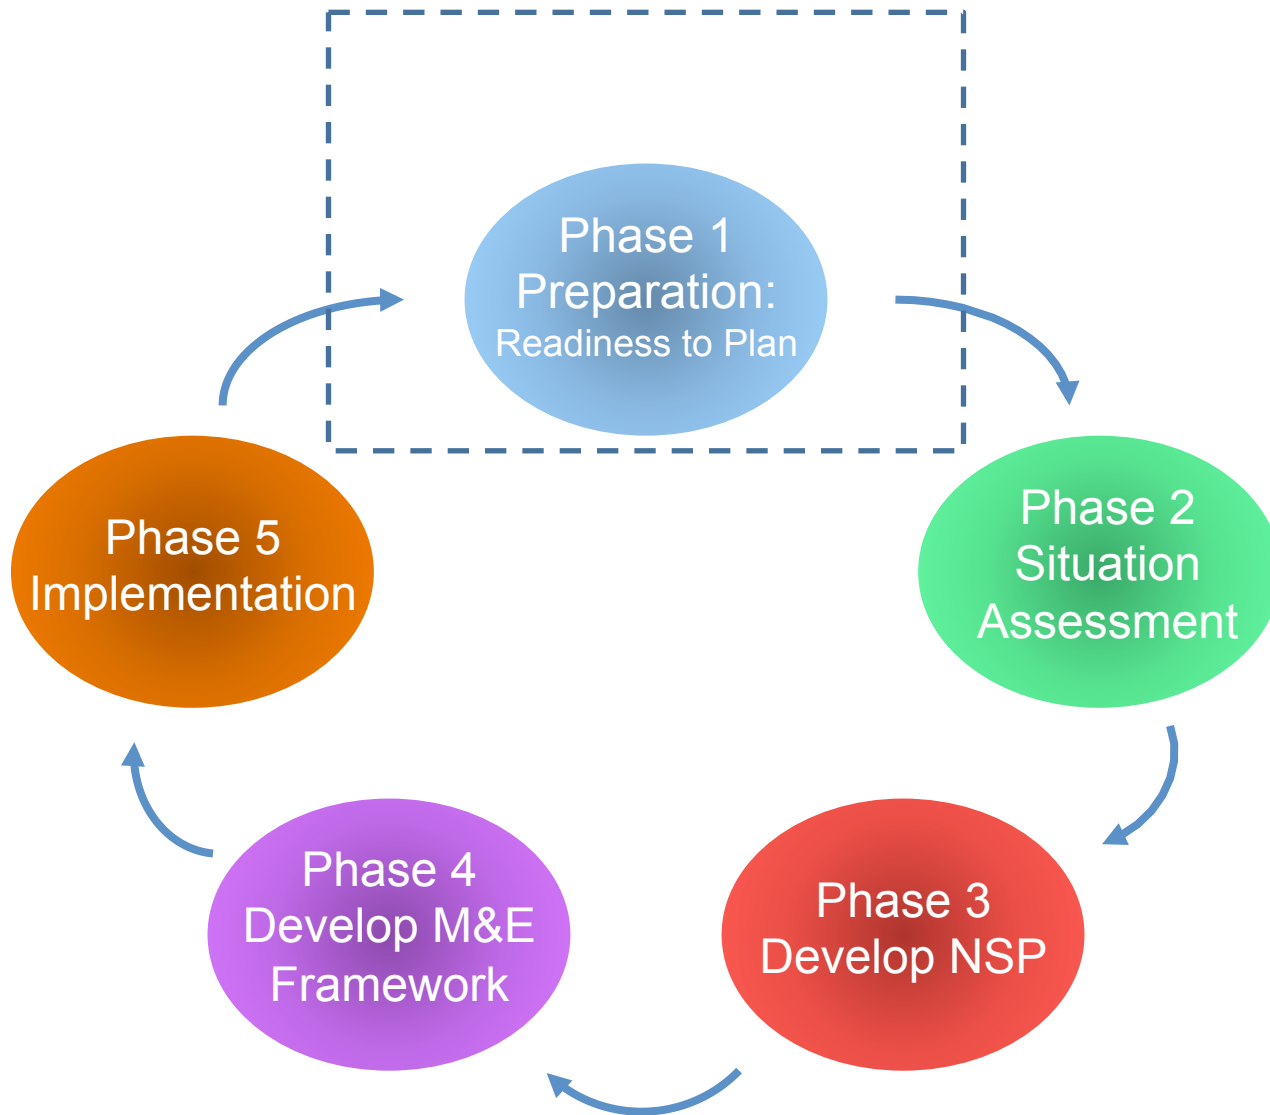 Phase 1
Preparation:
Readiness to Plan
Phase 2
Situation
Assessment
Phase 3
Develop NSP
Phase 4
Develop M&E
Framework
Phase 5
Implementation